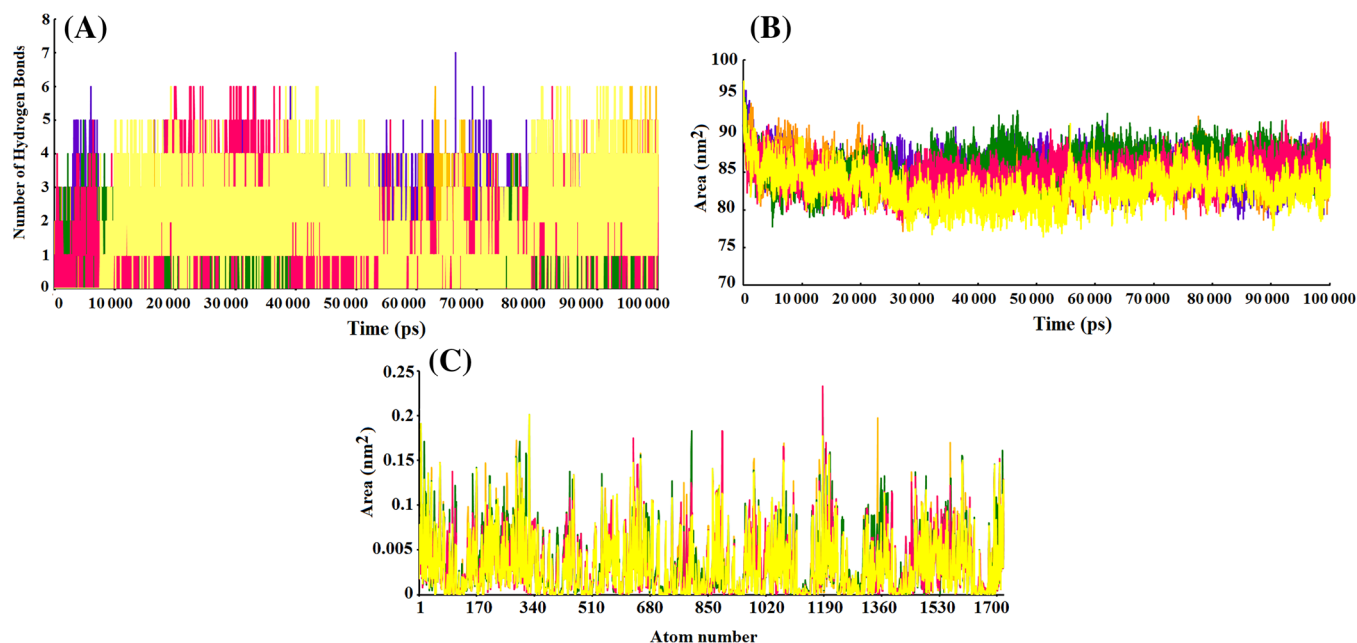 (A)
Number of Hydrogen Bonds
8
7
6
5
4
3
2
1
0
0 10 000 20 000 30 000 40 000 50 000 60 000 70 000 80 000 90 000 100 000
Time (ps)
(B)
Area (nm2)
100
95
90
85
80
75
70
0 10 000 20 000 30 000 40 000 50 000 60 000 70 000 80 000 90 000 100 000
Time (ps)
(C)
Area (nm2)
0.25
0.2
0.15
0.1
0.005
0
1 170 340 510 680 850 1020 1190 1360 1530 1700
Atom number